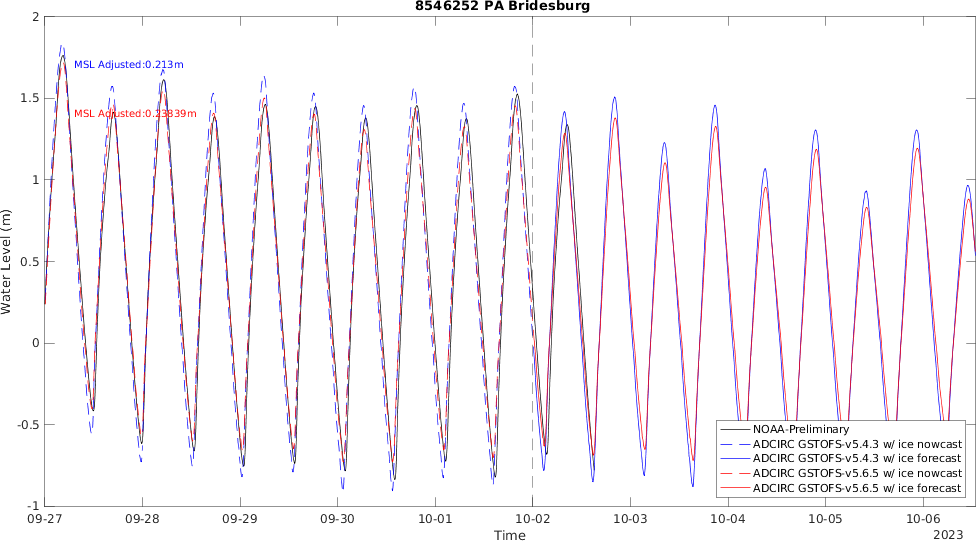 8546252 PA Bridesburg
2
1.5
1
0.5
0
-0.5
-1
Water Level (m)
MSL Adjusted:0.213m
MSL Adjusted:0.23839m
NOAA-Preliminary
ADCIRC GSTOFS-v5.4.3 w/ ice nowcast
ADCIRC GSTOFS-v5.4.3 w/ ice forecast
ADCIRC GSTOFS-v5.6.5 w/ ice nowcast
ADCIRC GSTOFS-v5.6.5 w/ ice forecast
09-27 09-28 09-29 09-30 10-01 10-02 10-03 10-04 10-05 10-06
Time
2023